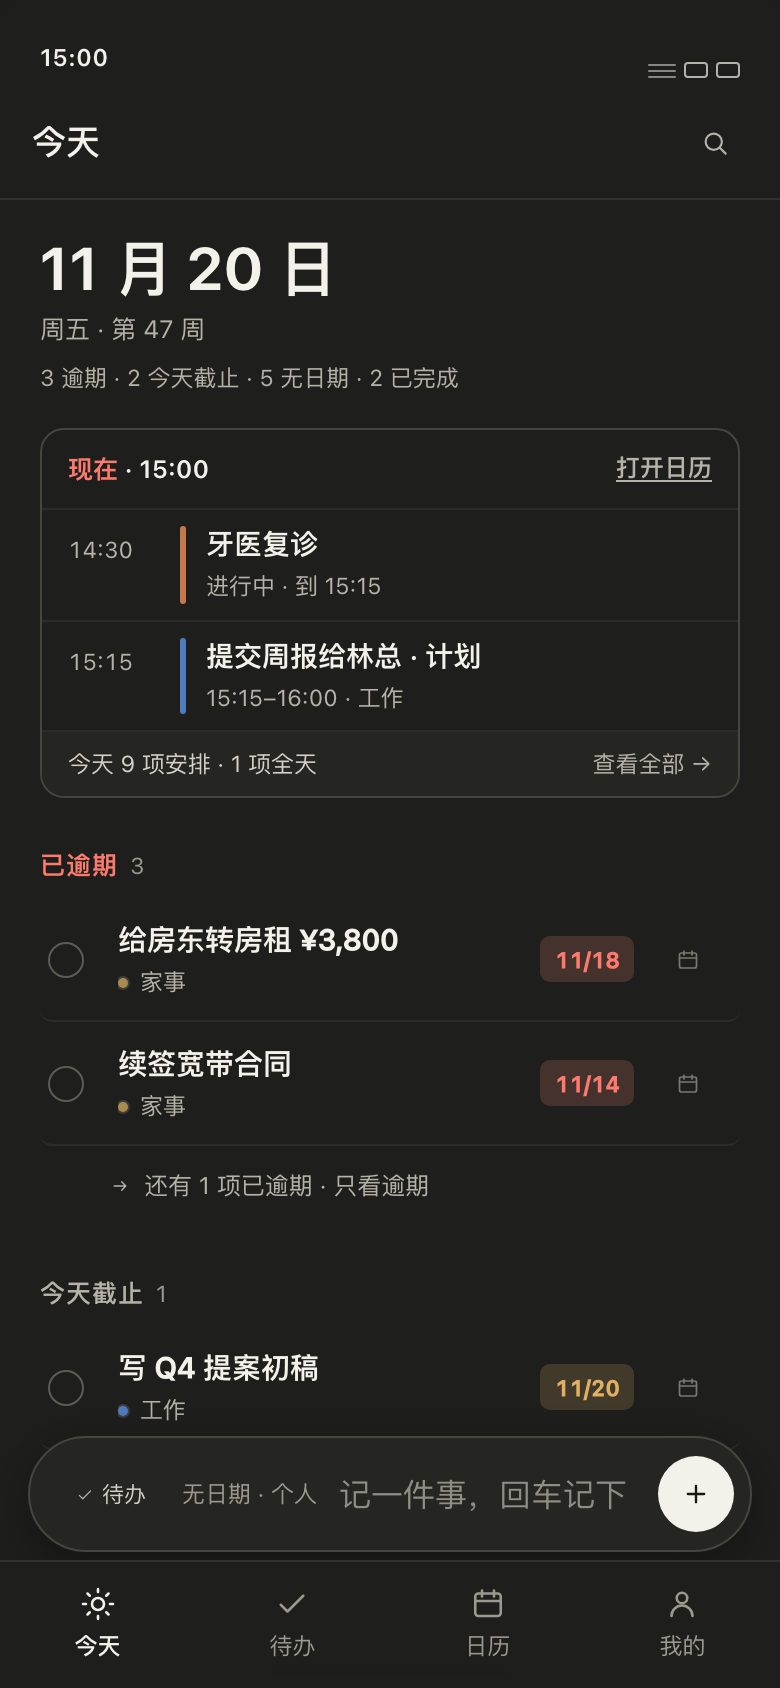 15:00
今天
11 月 20 日
周五 · 第 47 周
3 逾期 · 2 今天截止 · 5 无日期 · 2 已完成
现在 · 15:00 打开日历
14:30 牙医复诊
进行中 · 到 15:15
15:15 提交周报给林总 · 计划
15:15–16:00 · 工作
今天 9 项安排 · 1 项全天 查看全部 →
已逾期 3
给房东转房租 ¥3,800 11/18
家事
续签宽带合同 11/14
家事
→ 还有 1 项已逾期 · 只看逾期
今天截止 1
写 Q4 提案初稿 11/20
工作
待办 无日期 · 个人 记一件事，回车记下
今天 待办 日历 我的